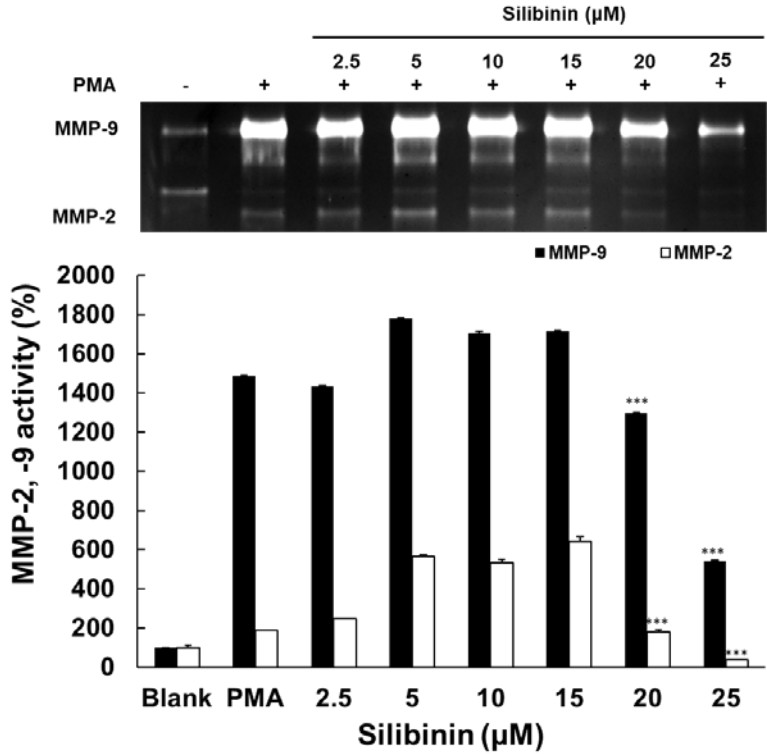 Silibinin (μM)
2.5 5 10 15 20 25
PMA - + + + + + + +
MMP-9
MMP-2
MMP-9 MMP-2
2000
1800
1600
1400
1200
1000
800
600
400
200
0
MMP-2, -9 activity (%)
***
***
***
***
Blank PMA 2.5 5 10 15 20 25
Silibinin (μM)